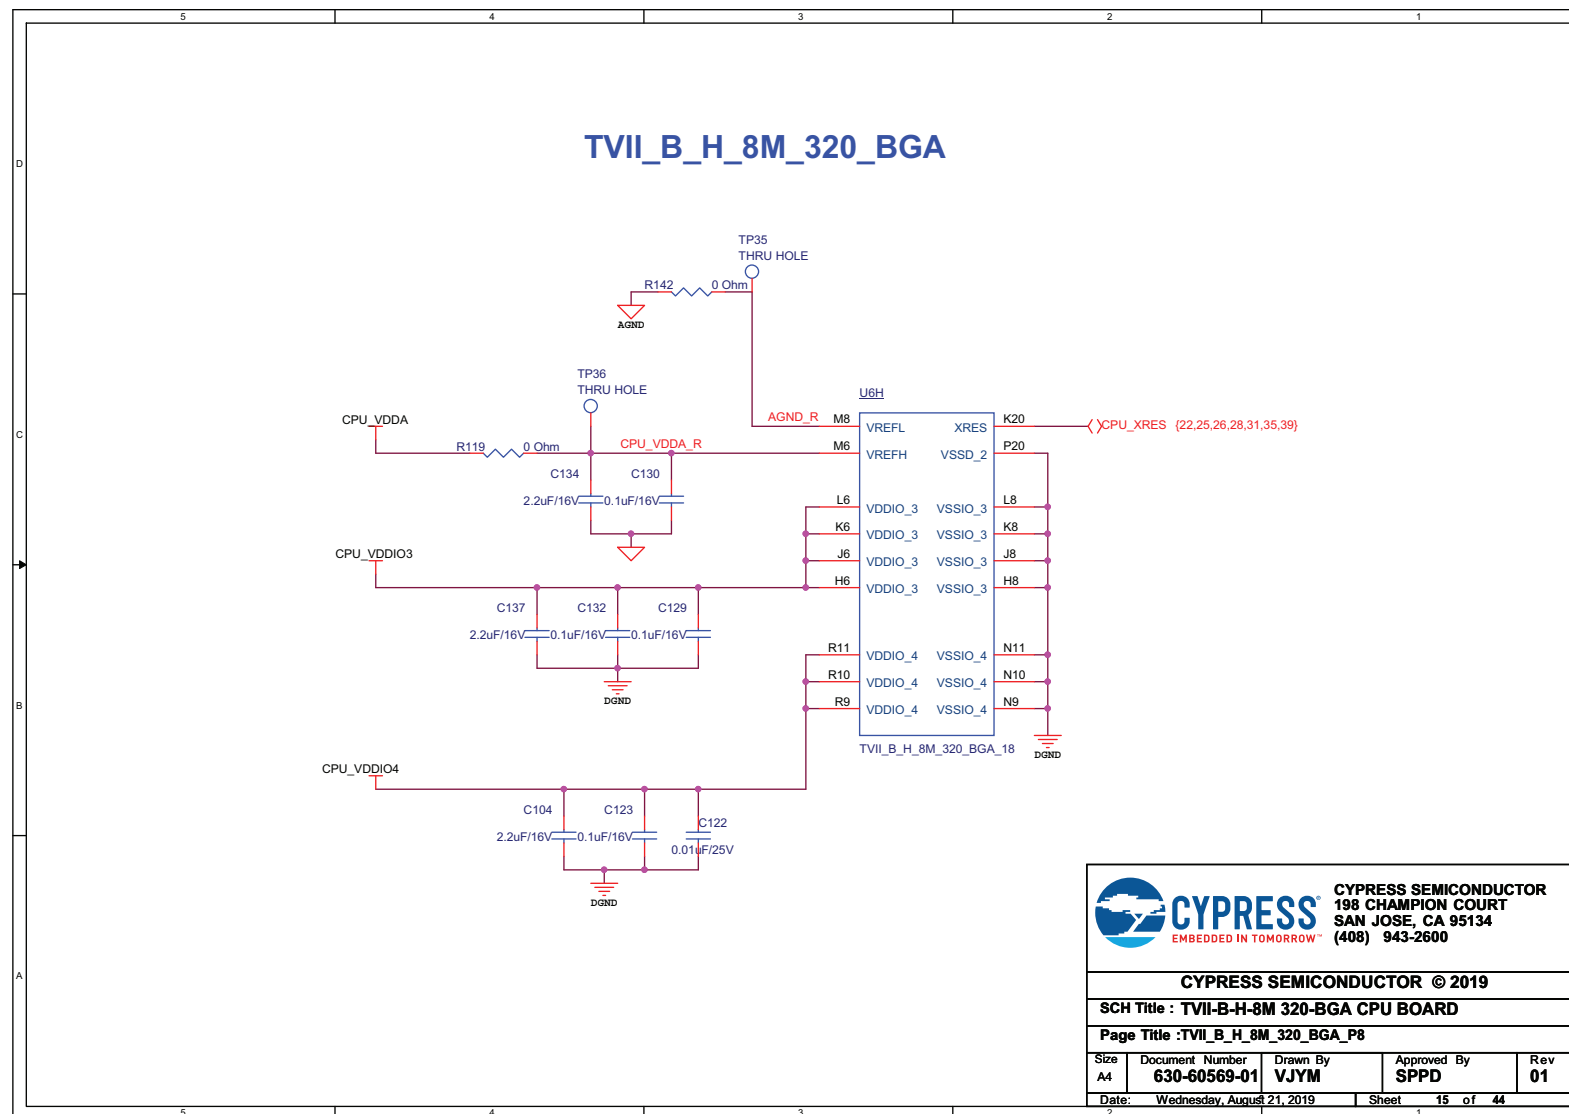 5 4 3 2 1
D
C
B
A
TVII_B_H_8M_320_BGA
TP35
THRU HOLE
R142 0 Ohm
AGND
TP36
THRU HOLE
CPU_VDDA
R119 0 Ohm
CPU_VDDA_R
AGND_R
C134 C130
2.2uF/16V 0.1uF/16V
CPU_VDDIO3
C137 C132 C129
2.2uF/16V 0.1uF/16V 0.1uF/16V
DGND
CPU_VDDIO4
C104 C123 C122
2.2uF/16V 0.1uF/16V
0.01uF/25V
DGND
U6H
M8 VREFL XRES K20
CPU_XRES {22,25,26,28,31,35,39}
M6 VREFH VSSD_2 P20
L6 VDDIO_3 VSSIO_3 L8
K6 VDDIO_3 VSSIO_3 K8
J6 VDDIO_3 VSSIO_3 J8
H6 VDDIO_3 VSSIO_3 H8
R11 VDDIO_4 VSSIO_4 N11
R10 VDDIO_4 VSSIO_4 N10
R9 VDDIO_4 VSSIO_4 N9
TVII_B_H_8M_320_BGA_18
DGND
CYPRESS®
EMBEDDED IN TOMORROW™
CYPRESS SEMICONDUCTOR
198 CHAMPION COURT
SAN JOSE, CA 95134
(408) 943-2600
CYPRESS SEMICONDUCTOR © 2019
SCH Title : TVII-B-H-8M 320-BGA CPU BOARD
Page Title :TVII_B_H_8M_320_BGA_P8
Size Document Number Drawn By Approved By Rev
A4 630-60569-01 VJYM SPPD 01
Date: Wednesday, August 21, 2019 Sheet 15 of 44
5 4 3 2 1